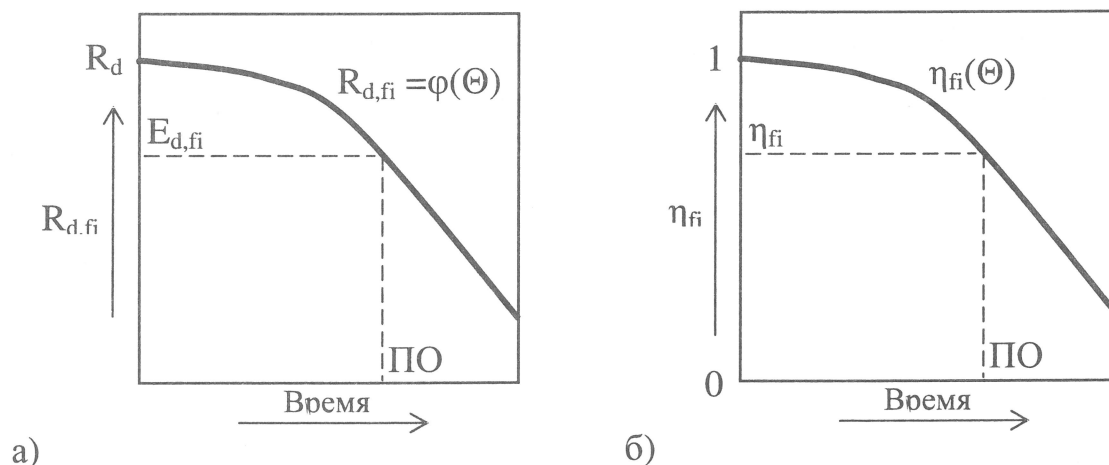 R_d
R_d,fi =φ(Θ)
E_d,fi
R_d,fi
ПО
Время
а)
1
η_fi(Θ)
η_fi
η_fi
ПО
0
Время
б)